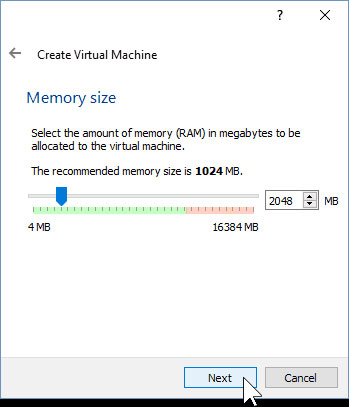 ?
Create Virtual Machine
Memory size
Select the amount of memory (RAM) in megabytes to be
allocated to the virtual machine.
The recommended memory size is 1024 MB.
2048 MB
4 MB 16384 MB
Next Cancel